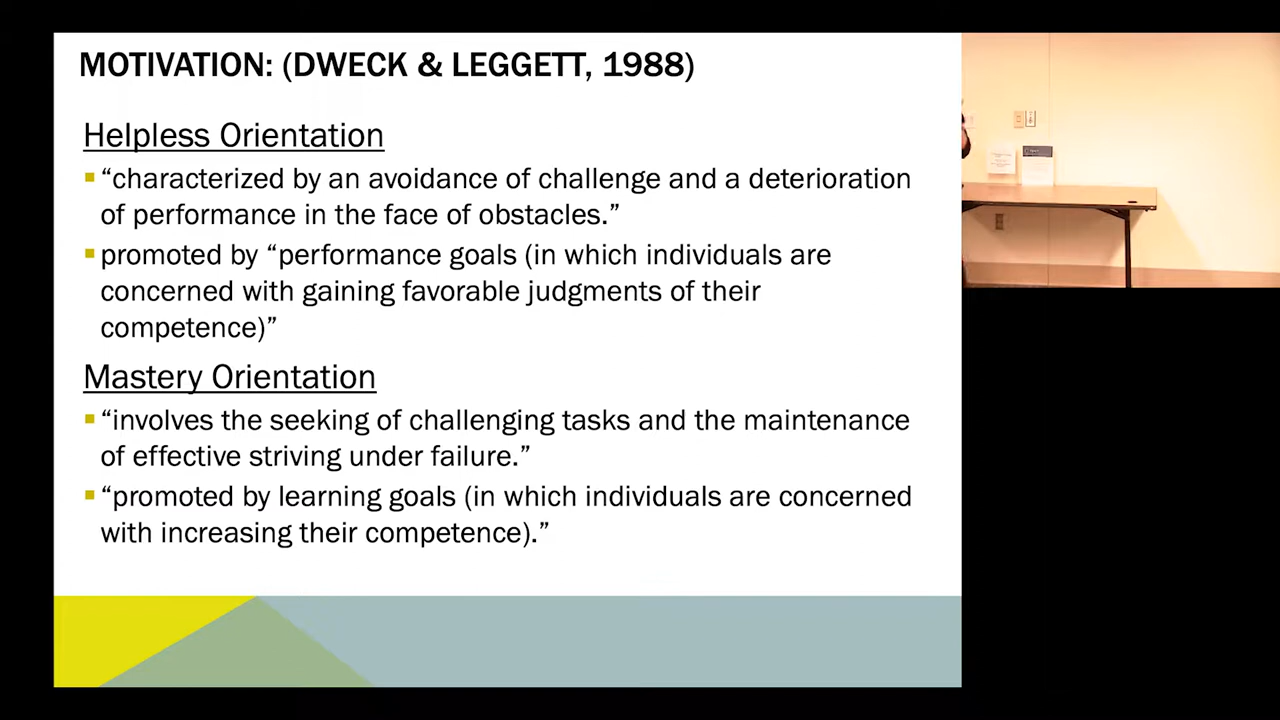 MOTIVATION: (DWECK & LEGGETT, 1988)
Helpless Orientation
▪“characterized by an avoidance of challenge and a deterioration
of performance in the face of obstacles.”
▪promoted by “performance goals (in which individuals are
concerned with gaining favorable judgments of their
competence)”
Mastery Orientation
▪“involves the seeking of challenging tasks and the maintenance
of effective striving under failure.”
▪“promoted by learning goals (in which individuals are concerned
with increasing their competence).”